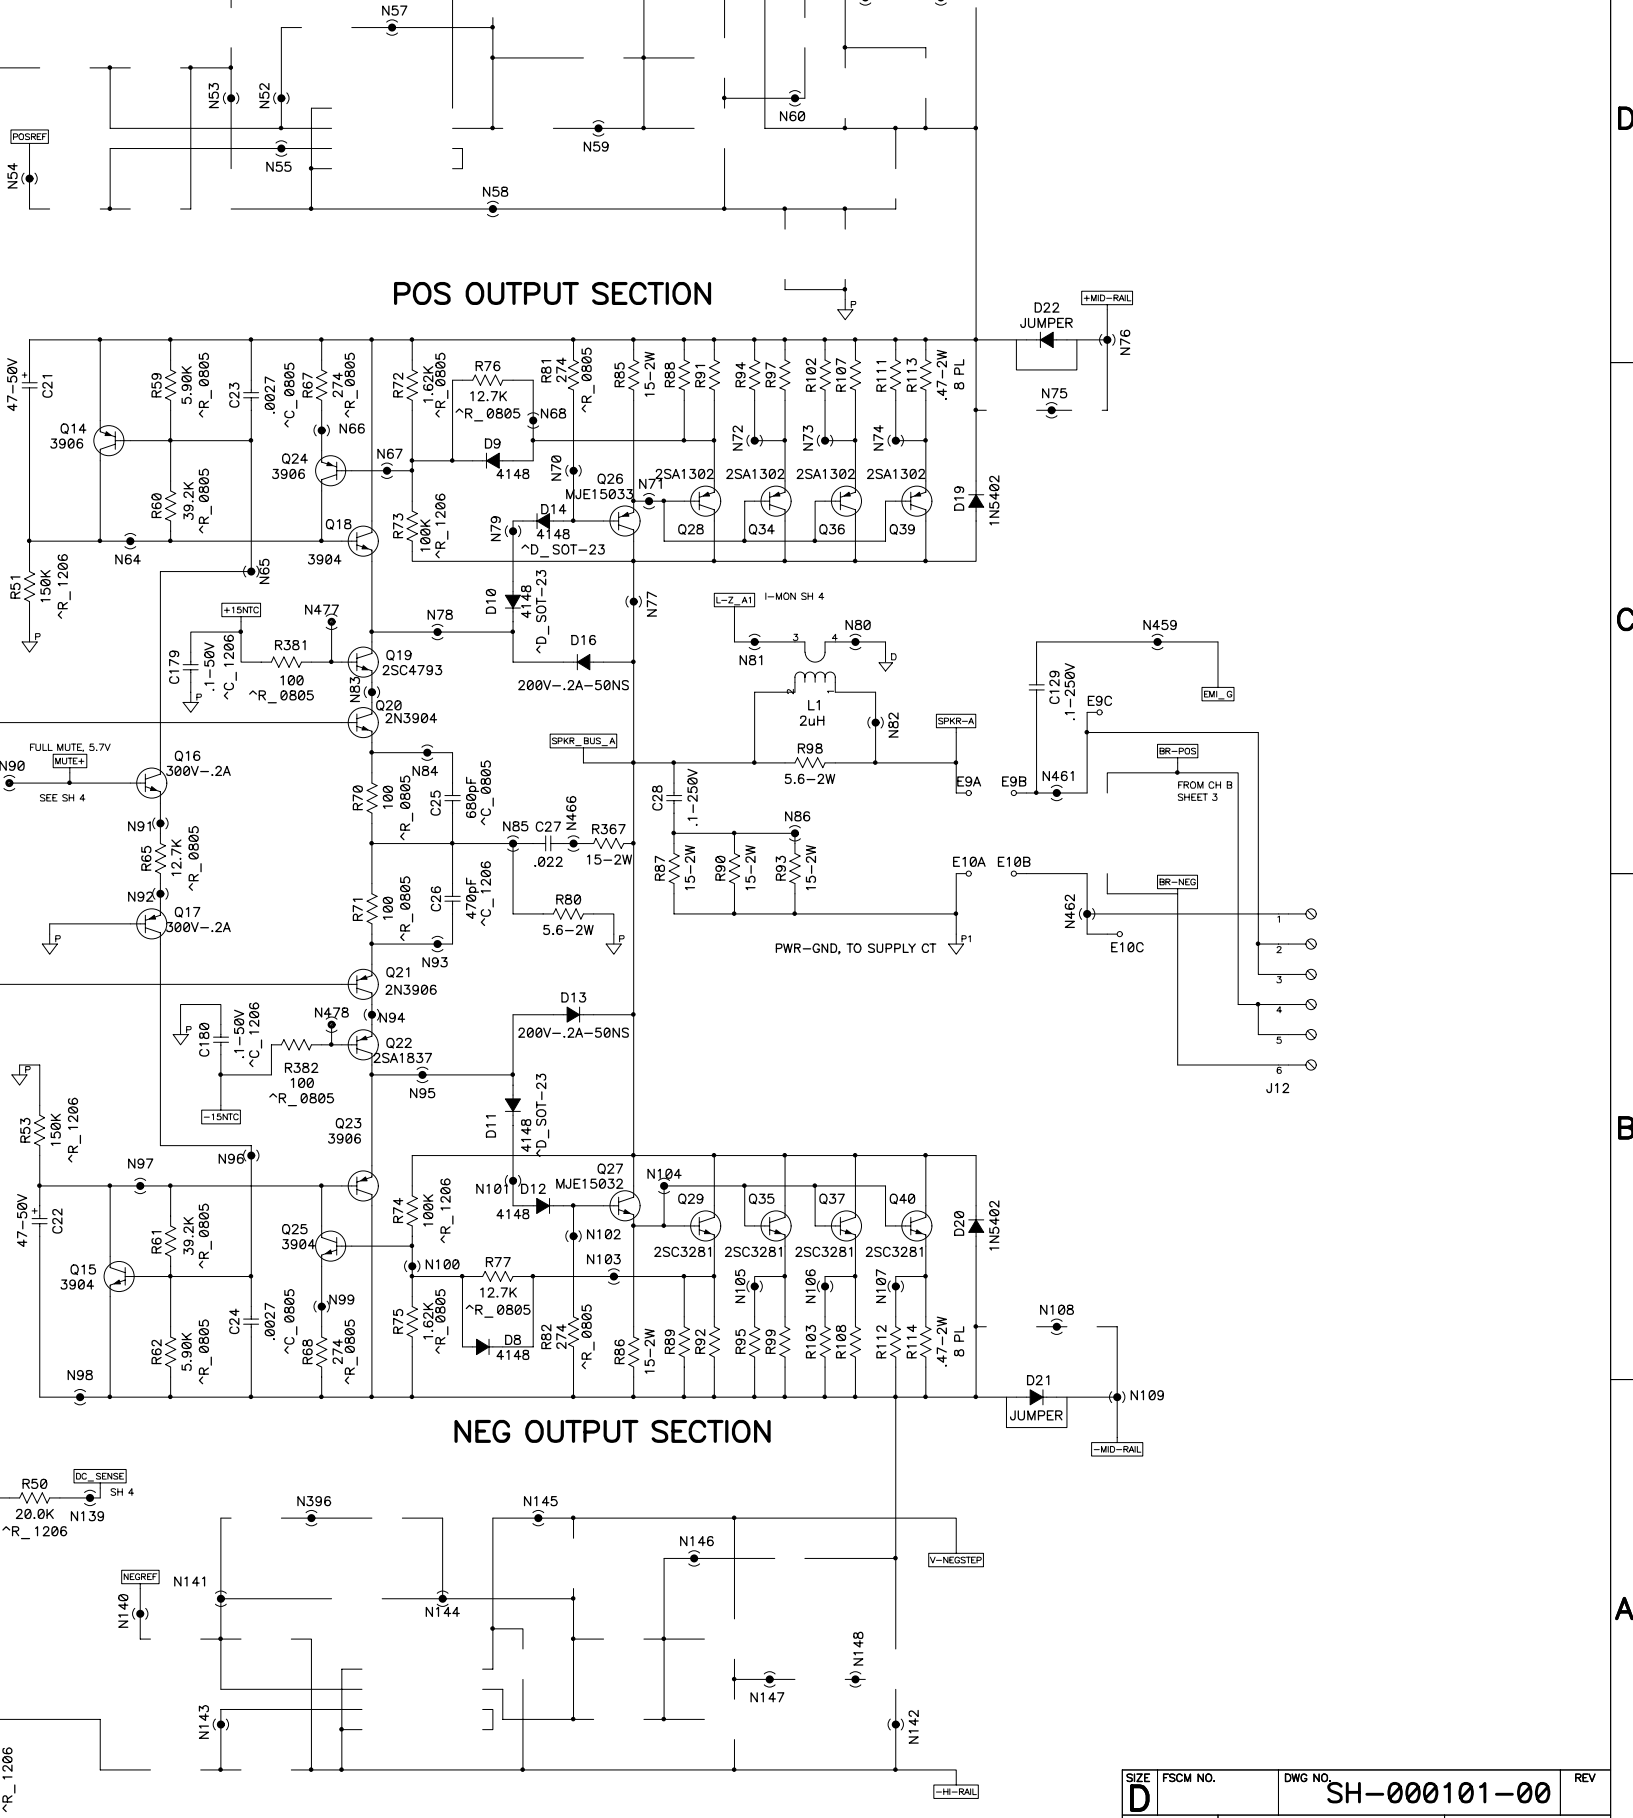 N57
D
N53
N52
N60
POSREF
N59
N55
N54
N58
POS OUTPUT SECTION
P
+MID-RAIL
D22
JUMPER
N76
47-50V
+
C21
R59
5.90K
^R_0805
C23
.0027
^C_0805
R67
274
^R_0805
R72
1.62K
^R_0805
R76
12.7K
^R_0805
R81
274
^R_0805
R85
15-2W
R88
R91
R94
R97
R102
R107
R111
R113
.47-2W
8 PL
N75
Q14
3906
N66
N68
N72
N73
N74
Q24
3906
N67
D9
4148
N70
Q26
MJE15033
N71
2SA1302
2SA1302
2SA1302
2SA1302
R60
39.2K
^R_0805
D19
1N5402
Q18
3904
R73
100K
^R_1206
N79
D14
4148
^D_SOT-23
Q28
Q34
Q36
Q39
N64
N65
R51
150K
^R_1206
P
+15NTC
N477
N78
D10
4148
^D_SOT-23
N77
L-Z_A1
I-MON SH 4
C
C179
.1-50V
^C_1206
P
R381
100
^R_0805
Q19
2SC4793
D16
200V-.2A-50NS
N81
3
4
N80
D
N459
N83
Q20
2N3904
2
1
L1
2uH
N82
C129
.1-250V
E9C
EMI_G
SPKR-A
FULL MUTE, 5.7V
MUTE+
N90
SEE SH 4
Q16
300V-.2A
N84
SPKR_BUS_A
R98
5.6-2W
BR-POS
FROM CH B
SHEET 3
R70
100
^R_0805
C25
680pF
^C_0805
C28
.1-250V
E9A
E9B
N461
N91
R65
12.7K
^R_0805
N85
C27
.022
N466
R367
15-2W
N86
R87
15-2W
R90
15-2W
R93
15-2W
E10A
E10B
N92
R71
100
^R_0805
C26
470pF
^C_1206
BR-NEG
P
Q17
300V-.2A
R80
5.6-2W
P
N462
1
N93
PWR-GND, TO SUPPLY CT
P1
E10C
2
Q21
2N3906
3
D13
200V-.2A-50NS
4
P
C180
.1-50V
^C_1206
N478
N94
Q22
2SA1837
5
P
R382
100
^R_0805
6
J12
-15NTC
N95
D11
4148
^D_SOT-23
R53
150K
^R_1206
Q23
3906
B
N97
N96
Q27
MJE15032
N104
N101
D12
4148
Q29
Q35
Q37
Q40
47-50V
+
C22
R61
39.2K
^R_0805
Q25
3904
R74
100K
^R_1206
N102
D20
1N5402
2SC3281
2SC3281
2SC3281
2SC3281
Q15
3904
N100
R77
12.7K
^R_0805
N103
N105
N106
N107
N99
R62
5.90K
^R_0805
C24
.0027
^C_0805
R68
274
^R_0805
R75
1.62K
^R_0805
D8
4148
R82
274
^R_0805
R86
15-2W
R89
R92
R95
R99
R103
R108
R112
R114
.47-2W
8 PL
N108
N98
D21
JUMPER
N109
NEG OUTPUT SECTION
-MID-RAIL
R50
20.0K
^R_1206
DC_SENSE
SH 4
N139
N396
N145
N146
V-NEGSTEP
NEGREF
N141
N140
N144
A
N148
N147
N143
N142
^R_1206
-HI-RAIL
SIZE
D
FSCM NO.
DWG NO.
SH-000101-00
REV